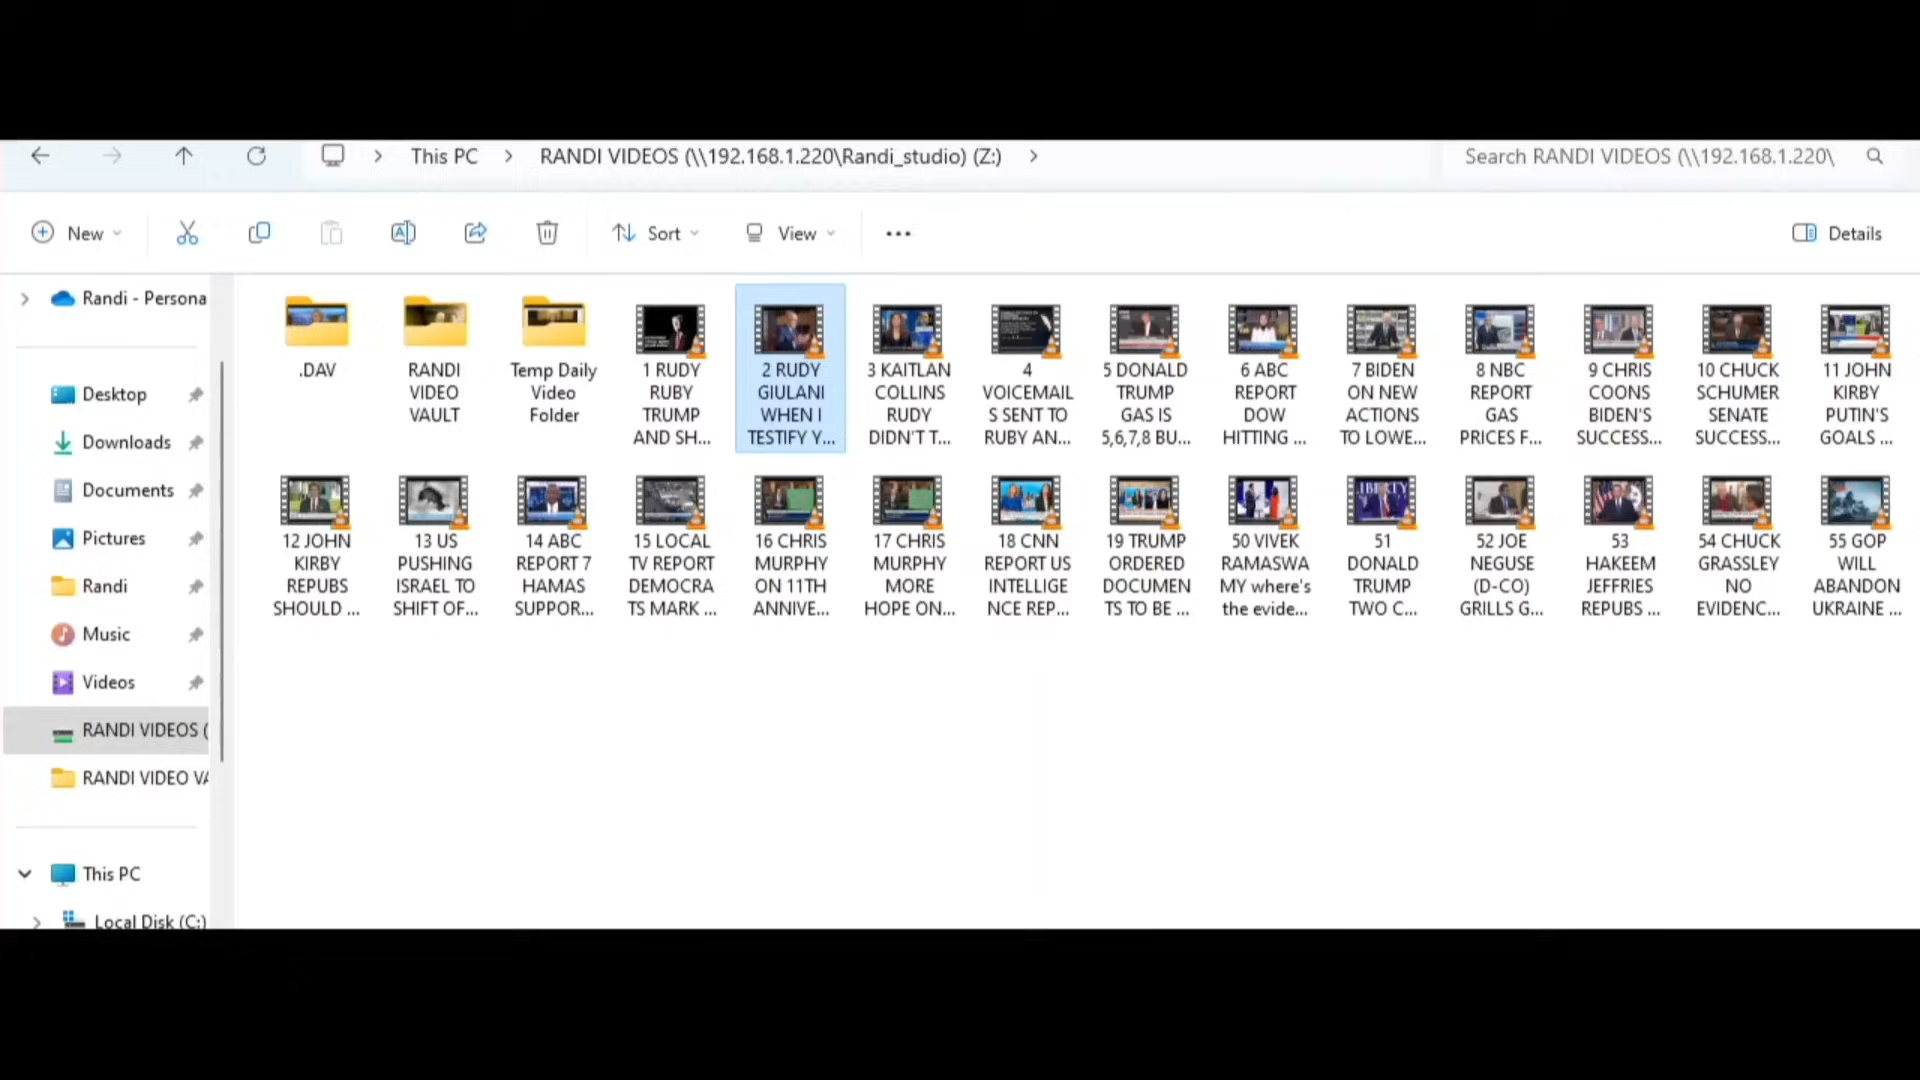 This PC
RANDI VIDEOS (\\192.168.1.220\Randi_studio) (Z:)
Search RANDI VIDEOS (\\192.168.1.220\
New
Sort
View
Details
Randi - Persona
Desktop
Downloads
Documents
Pictures
Randi
Music
Videos
RANDI VIDEOS (
RANDI VIDEO VA
This PC
Local Disk (C:)
.DAV
RANDI
VIDEO
VAULT
Temp Daily
Video
Folder
1 RUDY
RUBY
TRUMP
AND SH...
2 RUDY
GIULANI
WHEN I
TESTIFY Y...
3 KAITLAN
COLLINS
RUDY
DIDN'T T...
4
VOICEMAIL
S SENT TO
RUBY AN...
5 DONALD
TRUMP
GAS IS
5,6,7,8 BU...
6 ABC
REPORT
DOW
HITTING ...
7 BIDEN
ON NEW
ACTIONS
TO LOWE...
8 NBC
REPORT
GAS
PRICES F...
9 CHRIS
COONS
BIDEN'S
SUCCESS...
10 CHUCK
SCHUMER
SENATE
SUCCESS...
11 JOHN
KIRBY
PUTIN'S
GOALS ...
12 JOHN
KIRBY
REPUBS
SHOULD ...
13 US
PUSHING
ISRAEL TO
SHIFT OF...
14 ABC
REPORT 7
HAMAS
SUPPOR...
15 LOCAL
TV REPORT
DEMOCRA
TS MARK ...
16 CHRIS
MURPHY
ON 11TH
ANNIVE...
17 CHRIS
MURPHY
MORE
HOPE ON...
18 CNN
REPORT US
INTELLIGE
NCE REP...
19 TRUMP
ORDERED
DOCUMEN
TS TO BE ...
50 VIVEK
RAMASWA
MY where's
the evide...
51
DONALD
TRUMP
TWO C...
52 JOE
NEGUSE
(D-CO)
GRILLS G...
53
HAKEEM
JEFFRIES
REPUBS ...
54 CHUCK
GRASSLEY
NO
EVIDENC...
55 GOP
WILL
ABANDON
UKRAINE ...